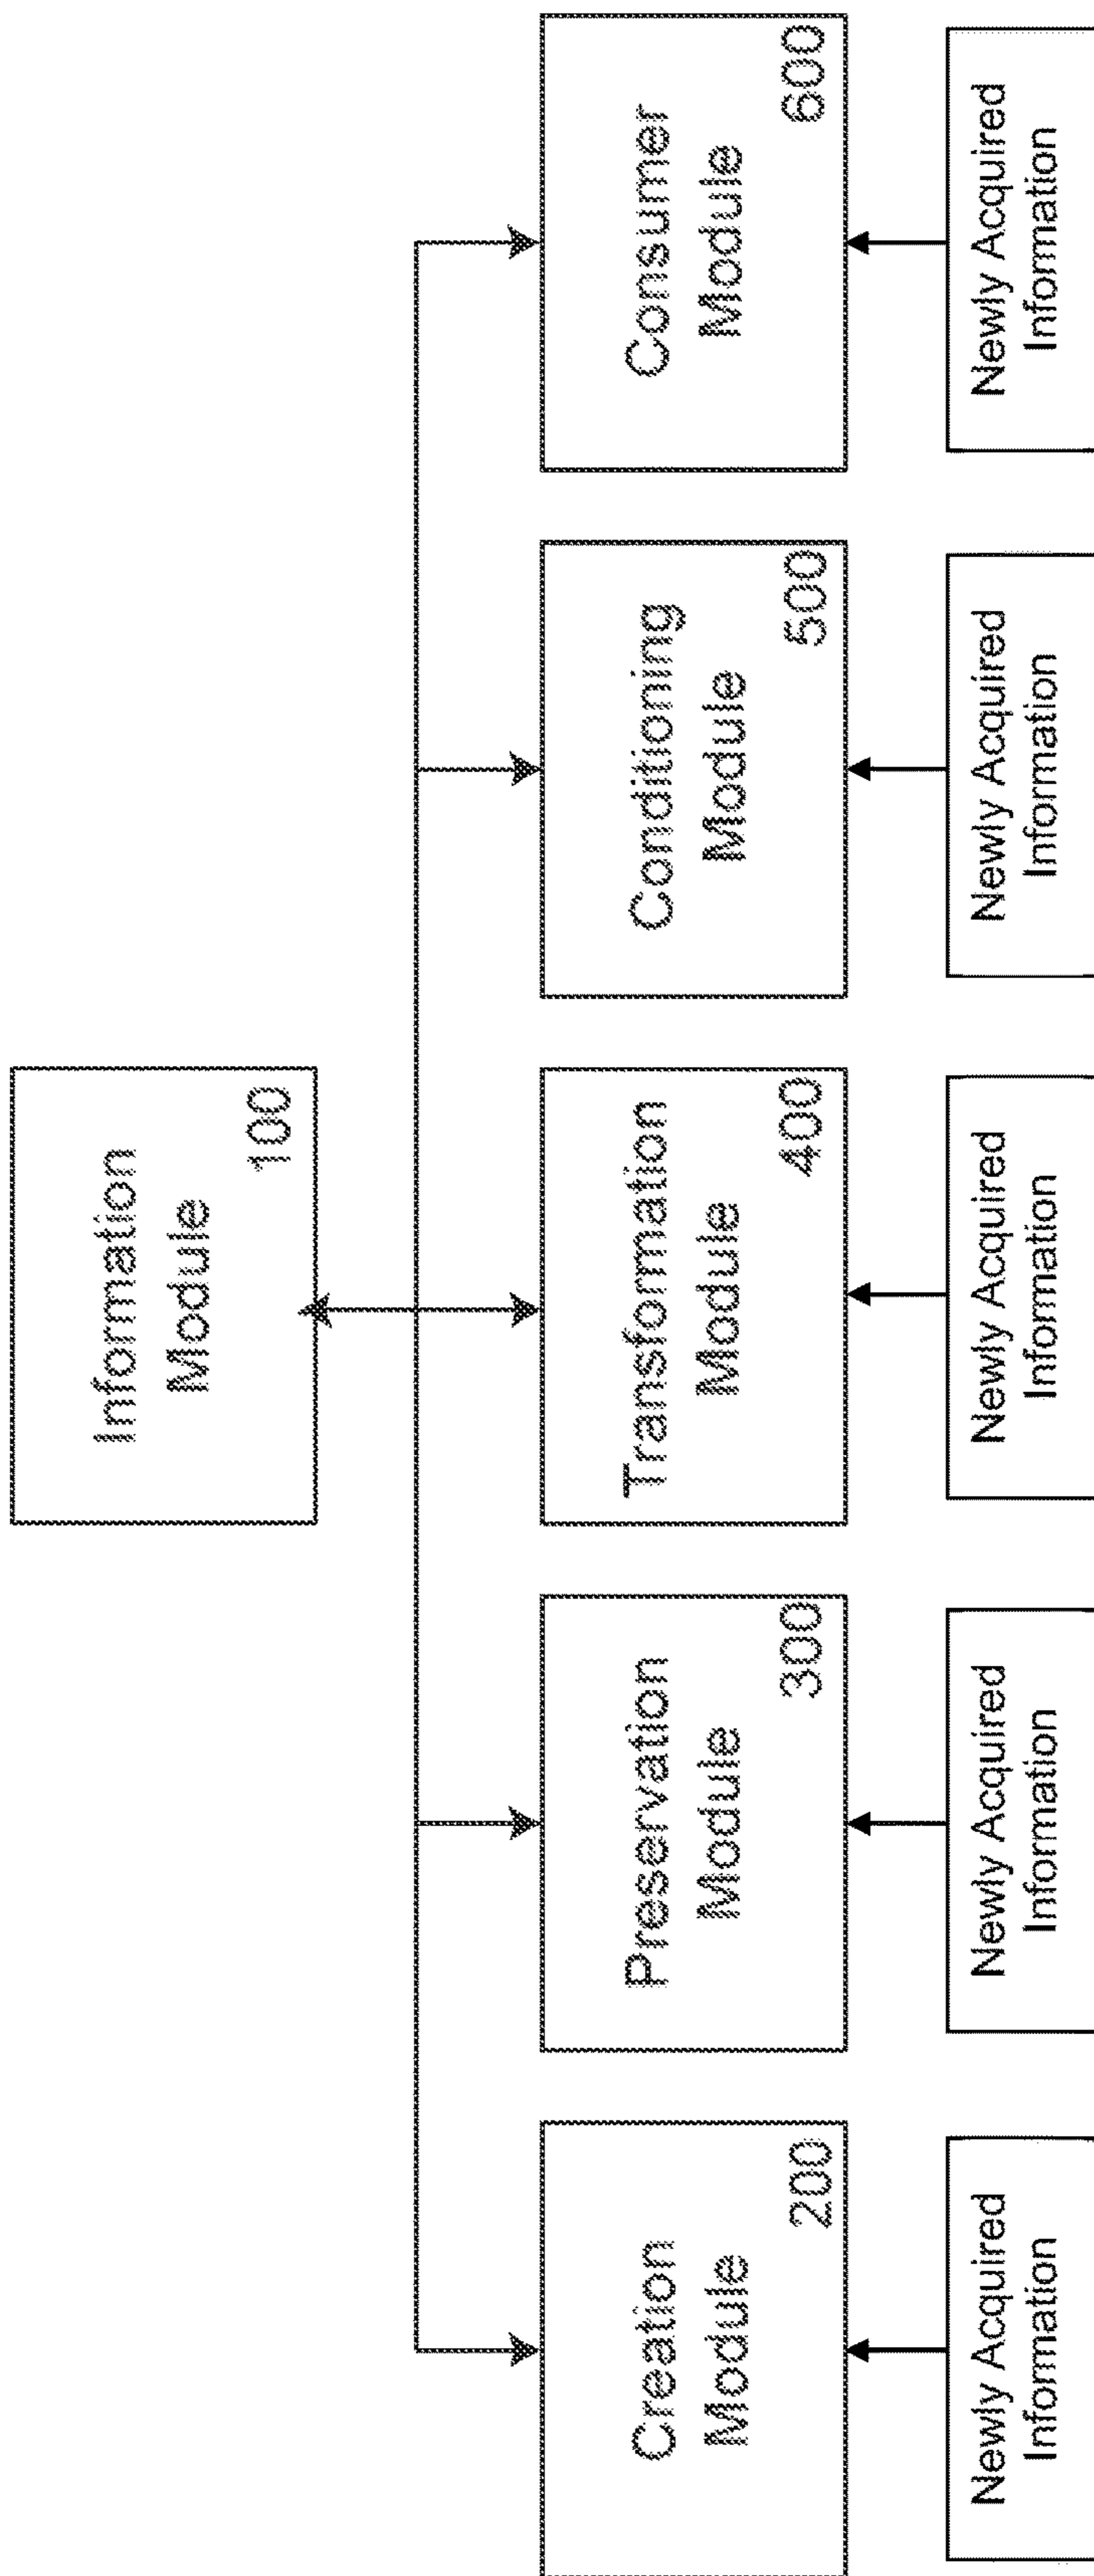 Information
Module
100
Creation
Module
200
Preservation
Module
300
Transformation
Module
400
Conditioning
Module
500
Consumer
Module
600
Newly Acquired
Information
Newly Acquired
Information
Newly Acquired
Information
Newly Acquired
Information
Newly Acquired
Information